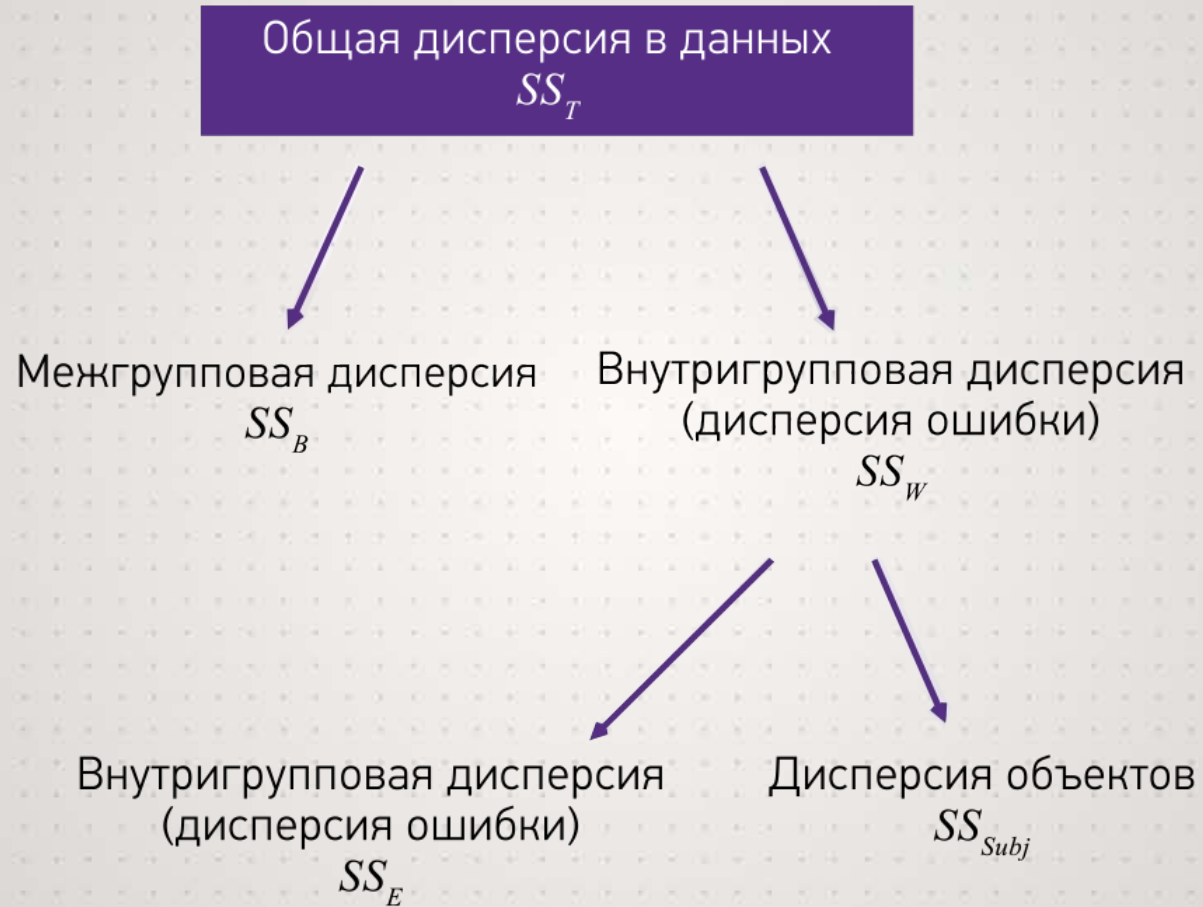 Общая дисперсия в данных
SS_T
Межгрупповая дисперсия
SS_B
Внутригрупповая дисперсия
(дисперсия ошибки)
SS_W
Внутригрупповая дисперсия
(дисперсия ошибки)
SS_E
Дисперсия объектов
SS_Subj